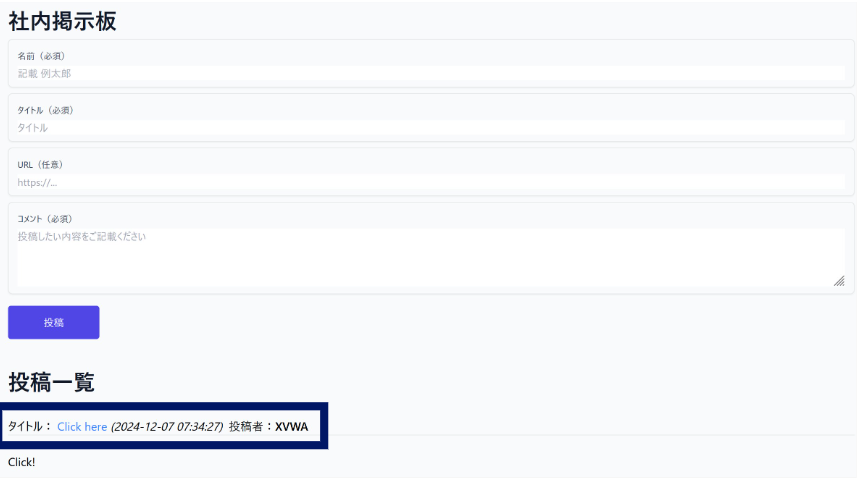 社内掲示板
名前（必須）
記載 例太郎
タイトル（必須）
タイトル
URL（任意）
https://...
コメント（必須）
投稿したい内容をご記載ください
投稿
投稿一覧
タイトル： Click here (2024-12-07 07:34:27) 投稿者：XVWA
Click!